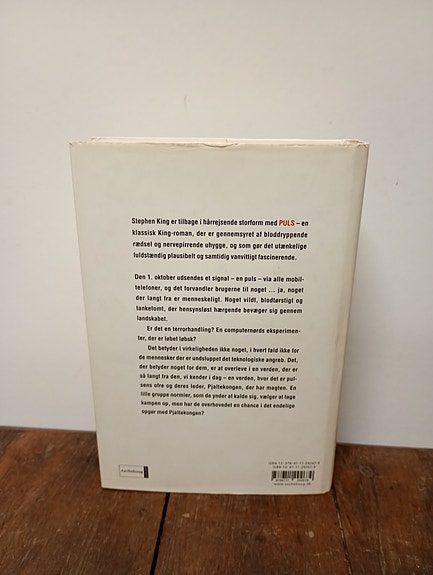 Stephen King er tilbage i hårrejsende storform med PULS – en
klassisk King-roman, der er gennemsyret af bloddryppende
rædsel og nervepirrende uhygge, og som gør det utænkelige
fuldstændig plausibelt og samtidig vanvittigt fascinerende.
Den 1. oktober udsendes et signal – en puls – via alle mobil-
telefoner, og det forvandler brugerne til noget ... ja, noget
der langt fra er menneskeligt. Noget vildt, blodtørstigt og
tanketomt, der hensynsløst hærgende bevæger sig gennem
landskabet.
Er det en terrorhandling? En computernørds eksperimen-
ter, der er løbet løbsk?
Det betyder i virkeligheden ikke noget, i hvert fald ikke for
de mennesker der er undsluppet det teknologiske angreb. Det,
der betyder noget for dem, er at overleve i en verden, der er
så langt fra den, vi kender i dag – en verden, hvor det er pul-
sens ofre og deres leder, Pjaltekongen, der har magten. En
lille gruppe normier, som de ynder at kalde sig, vælger at tage
kampen op, men har de overhovedet en chance i det endelige
opgør med Pjaltekongen?
Aschehoug
www.aschehoug.dk